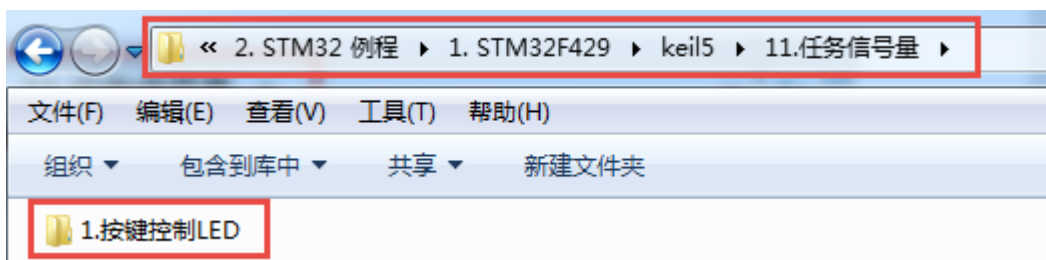 « 2. STM32 例程 ▸ 1. STM32F429 ▸ keil5 ▸ 11.任务信号量 ▸
文件(F) 编辑(E) 查看(V) 工具(T) 帮助(H)
组织 ▼ 包含到库中 ▼ 共享 ▼ 新建文件夹
1.按键控制LED